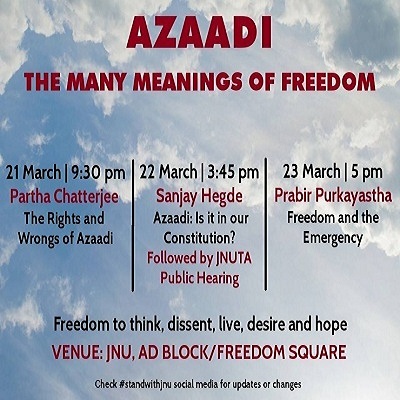 AZAADI
THE MANY MEANINGS OF FREEDOM
21 March | 9:30 pm
Partha Chatterjee
The Rights and
Wrongs of Azaadi
22 March | 3:45 pm
Sanjay Hegde
Azaadi: Is it in our
Constitution?
Followed by JNUTA
Public Hearing
23 March | 5 pm
Prabir Purkayastha
Freedom and the
Emergency
Freedom to think, dissent, live, desire and hope
VENUE: JNU, AD BLOCK/FREEDOM SQUARE
Check #standwithjnu social media for updates or changes